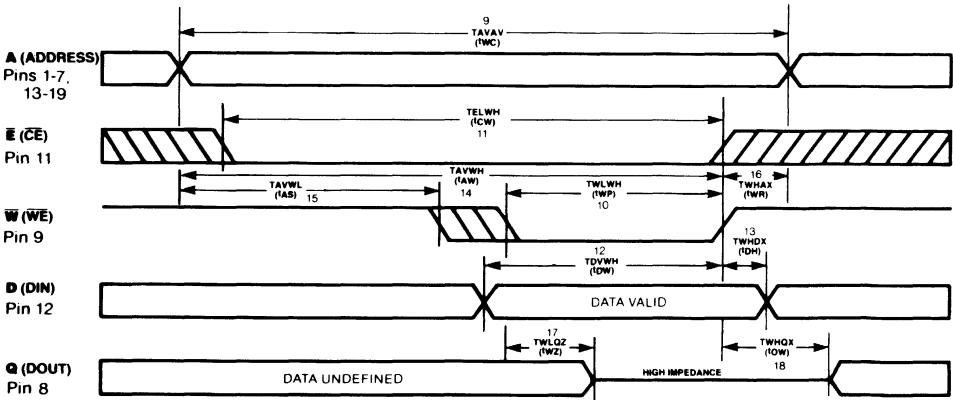 9
TAVAV
(tWC)
A (ADDRESS)
Pins 1-7,
13-19
TELWH
(tCW)
11
E (CE)
Pin 11
TAVWH
(tAW)
14
TAVWL
(tAS)
15
TWLWH
(tWP)
10
16
TWHAX
(tWR)
W (WE)
Pin 9
12
TDVWH
(tDW)
13
TWHDX
(tDH)
D (DIN)
Pin 12
DATA VALID
17
TWLQZ
(tWZ)
TWHQX
(tOW)
18
Q (DOUT)
Pin 8
DATA UNDEFINED
HIGH IMPEDANCE